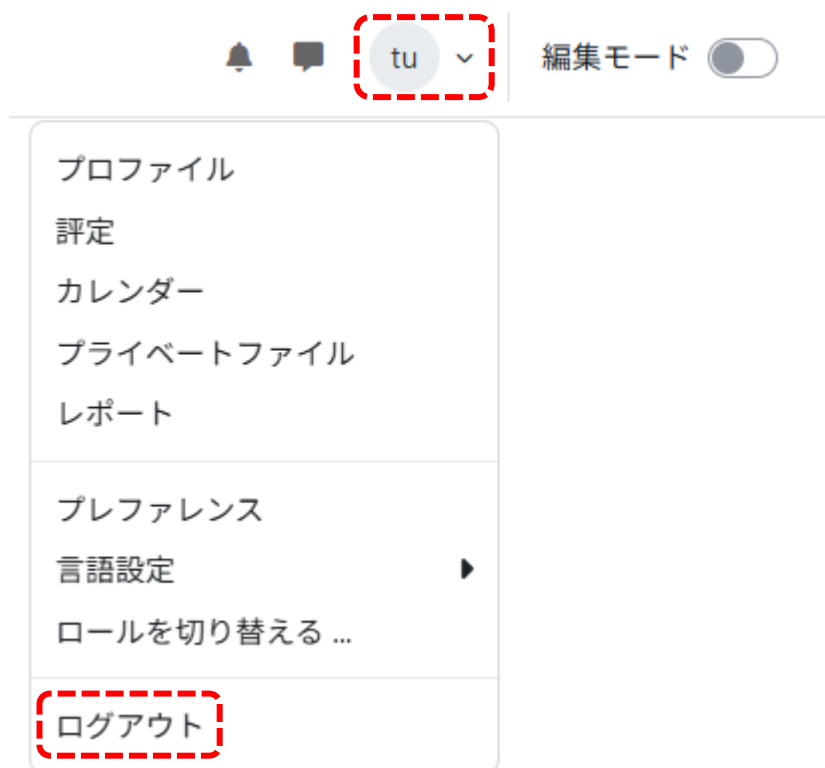 tu 編集モード
プロファイル
評定
カレンダー
プライベートファイル
レポート
プレファレンス
言語設定
ロールを切り替える ...
ログアウト